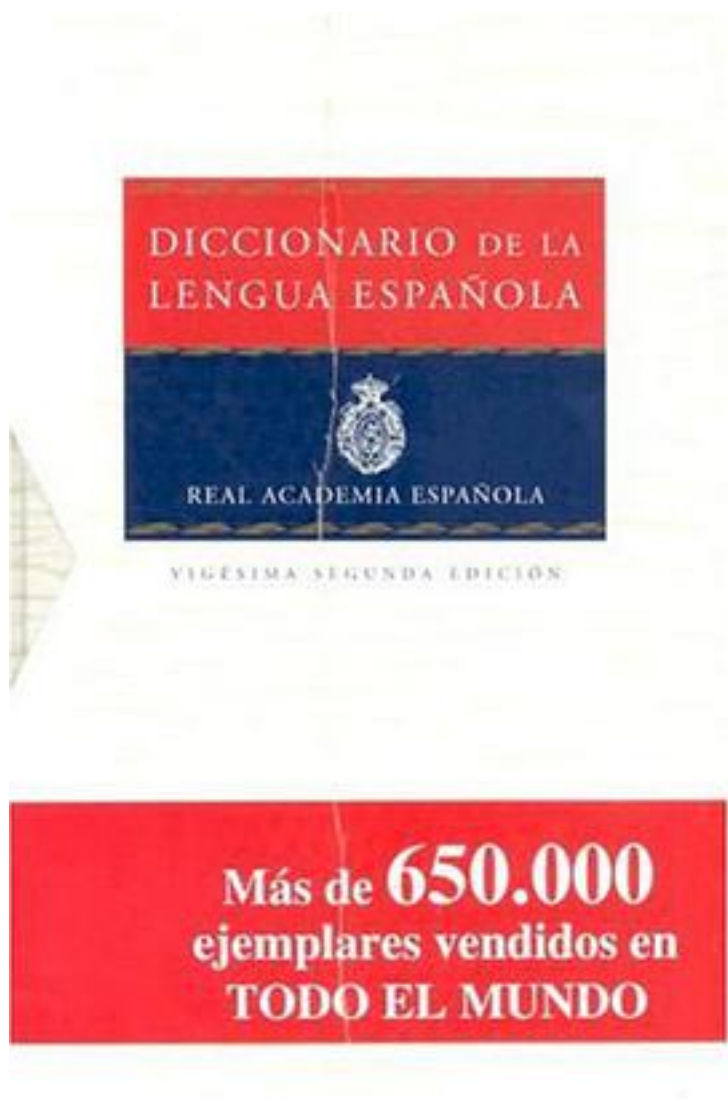 DICCIONARIO DE LA
LENGUA ESPAÑOLA
REAL ACADEMIA ESPAÑOLA
VIGÉSIMA SEGUNDA EDICIÓN
Más de 650.000
ejemplares vendidos en
TODO EL MUNDO